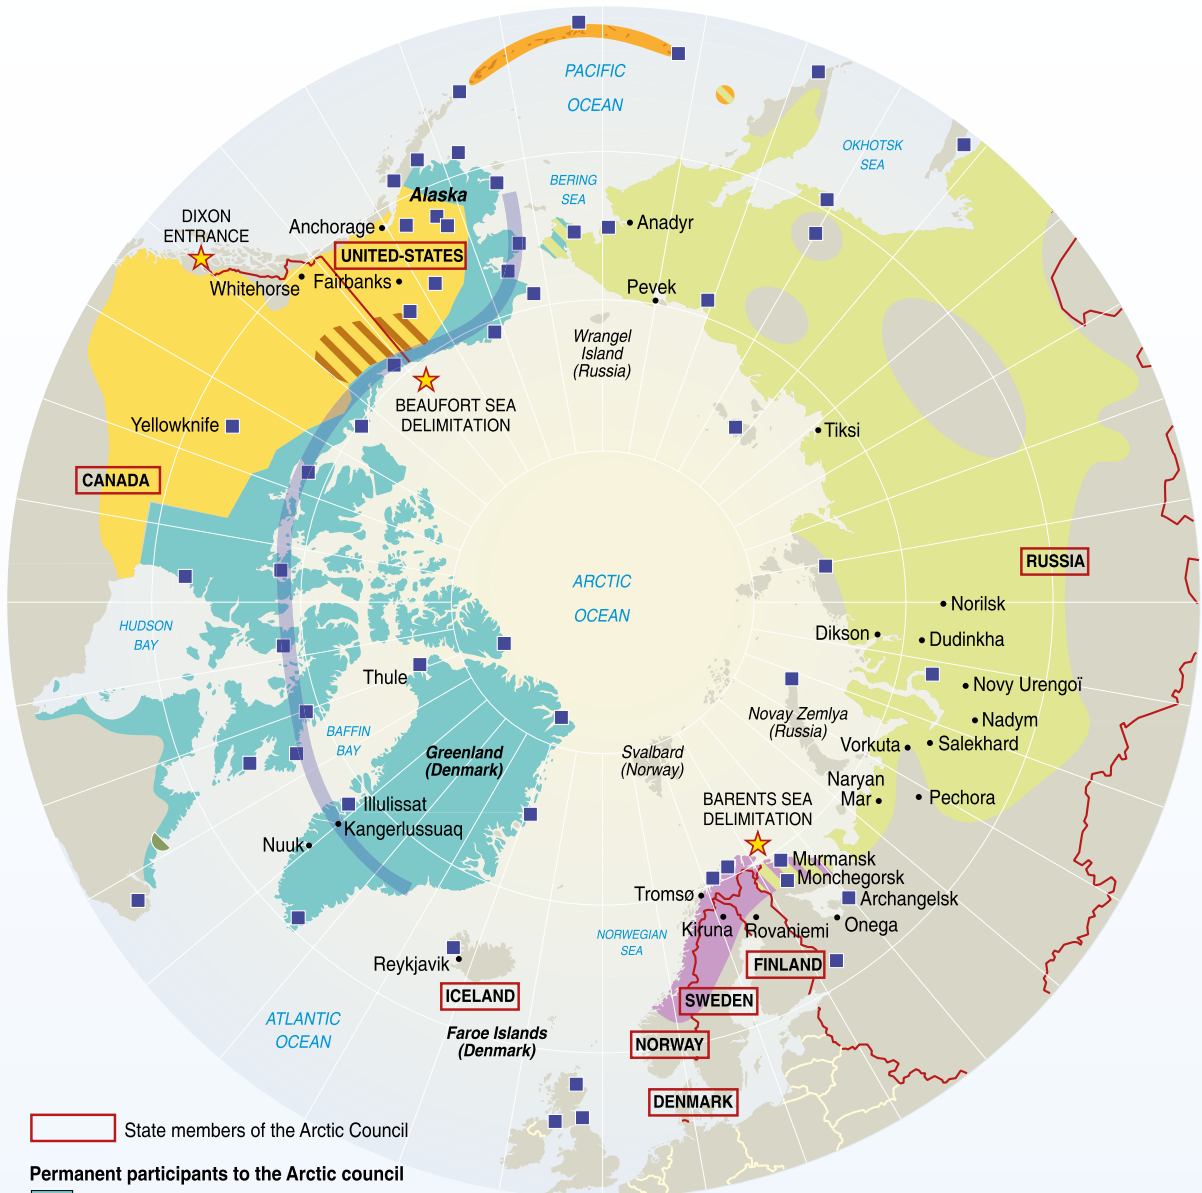 PACIFIC
OCEAN
OKHOTSK
SEA
BERING
SEA
Alaska
DIXON
ENTRANCE
Anchorage
Anadyr
UNITED-STATES
Whitehorse
Fairbanks
Pevek
Wrangel
Island
(Russia)
BEAUFORT SEA
DELIMITATION
Yellowknife
Tiksi
CANADA
RUSSIA
ARCTIC
OCEAN
Norilsk
HUDSON
BAY
Dikson
Dudinkha
Thule
Novy Urengoï
Novay Zemlya
(Russia)
Nadym
BAFFIN
BAY
Greenland
(Denmark)
Svalbard
(Norway)
Vorkuta
Salekhard
Naryan
Mar
Pechora
BARENTS SEA
DELIMITATION
Illulissat
Kangerlussuaq
Nuuk
Murmansk
Monchegorsk
Tromsø
Archangelsk
Kiruna
Rovaniemi
Onega
NORWEGIAN
SEA
Reykjavik
FINLAND
ICELAND
SWEDEN
ATLANTIC
OCEAN
Faroe Islands
(Denmark)
NORWAY
DENMARK
State members of the Arctic Council
Permanent participants to the Arctic council